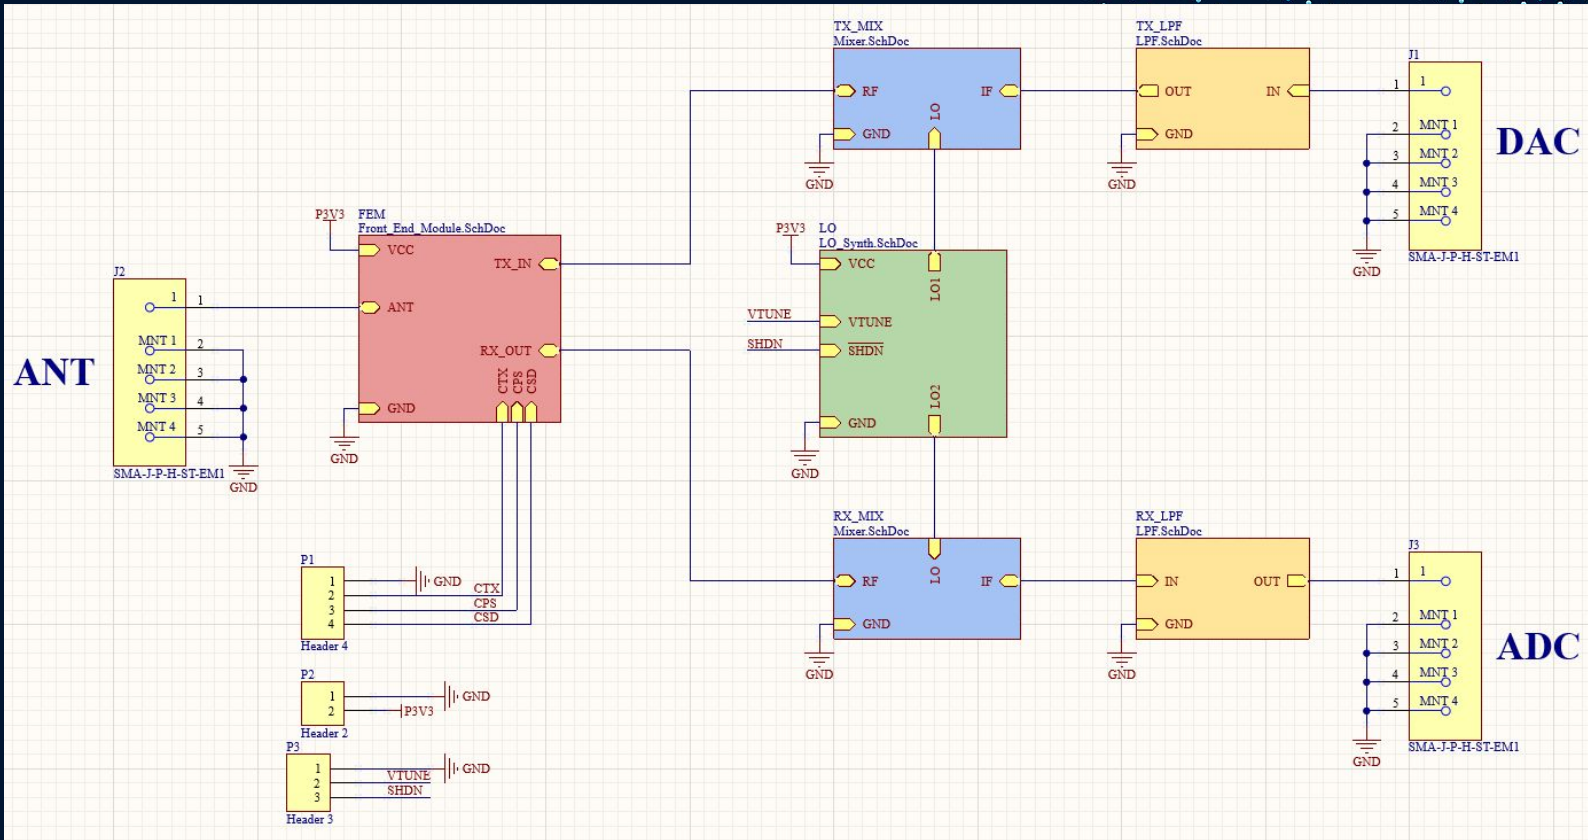 TX_MIX
Mixer.SchDoc
RF
IF
LO
GND
GND
TX_LPF
LPF.SchDoc
OUT
IN
GND
GND
J1
1
1
2
MNT 1
3
MNT 2
4
MNT 3
5
MNT 4
GND
SMA-J-P-H-ST-EM1
DAC
P3V3
FEM
Front_End_Module.SchDoc
VCC
TX_IN
ANT
RX_OUT
CTX
CPS
CSD
GND
GND
P3V3
LO
LO_Synth.SchDoc
VCC
LO1
VTUNE
VTUNE
SHDN
SHDN
LO2
GND
GND
J2
1
1
MNT 1
2
MNT 2
3
MNT 3
4
MNT 4
5
SMA-J-P-H-ST-EM1
GND
ANT
RX_MIX
Mixer.SchDoc
LO
RF
IF
GND
GND
RX_LPF
LPF.SchDoc
IN
OUT
GND
GND
J3
1
1
2
MNT 1
3
MNT 2
4
MNT 3
5
MNT 4
SMA-J-P-H-ST-EM1
GND
ADC
P1
1
GND
2
CTX
3
CPS
4
CSD
Header 4
P2
1
GND
2
P3V3
Header 2
P3
1
GND
2
VTUNE
3
SHDN
Header 3